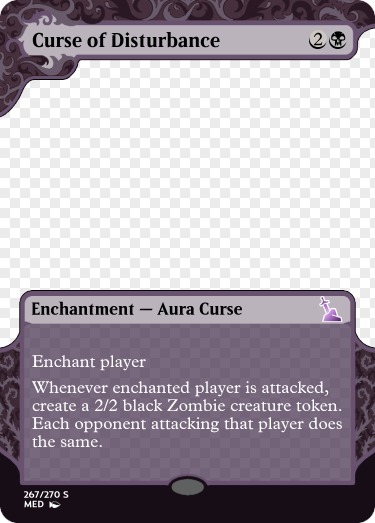 Curse of Disturbance 2
Enchantment — Aura Curse
Enchant player
Whenever enchanted player is attacked,
create a 2/2 black Zombie creature token.
Each opponent attacking that player does
the same.
267/270 S
MED